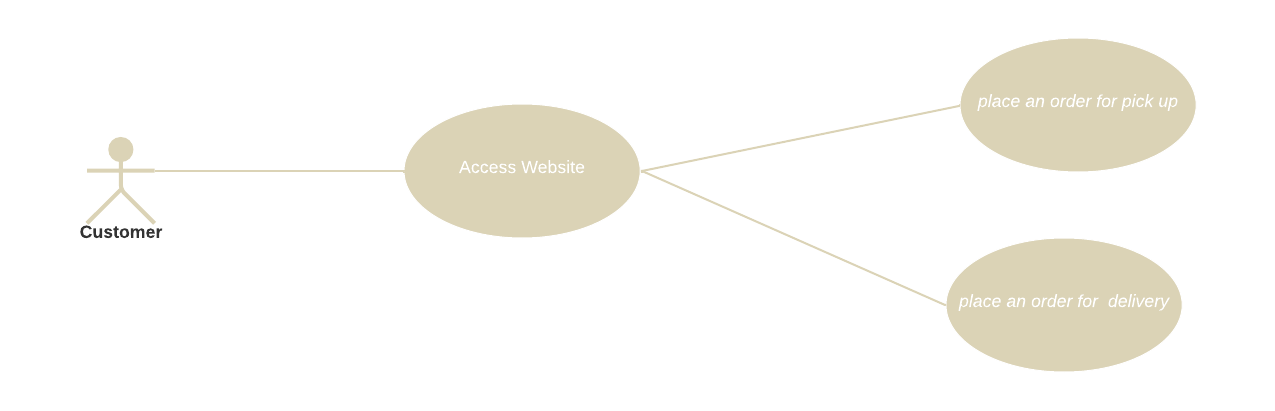 place an order for pick up
Access Website
Customer
place an order for  delivery